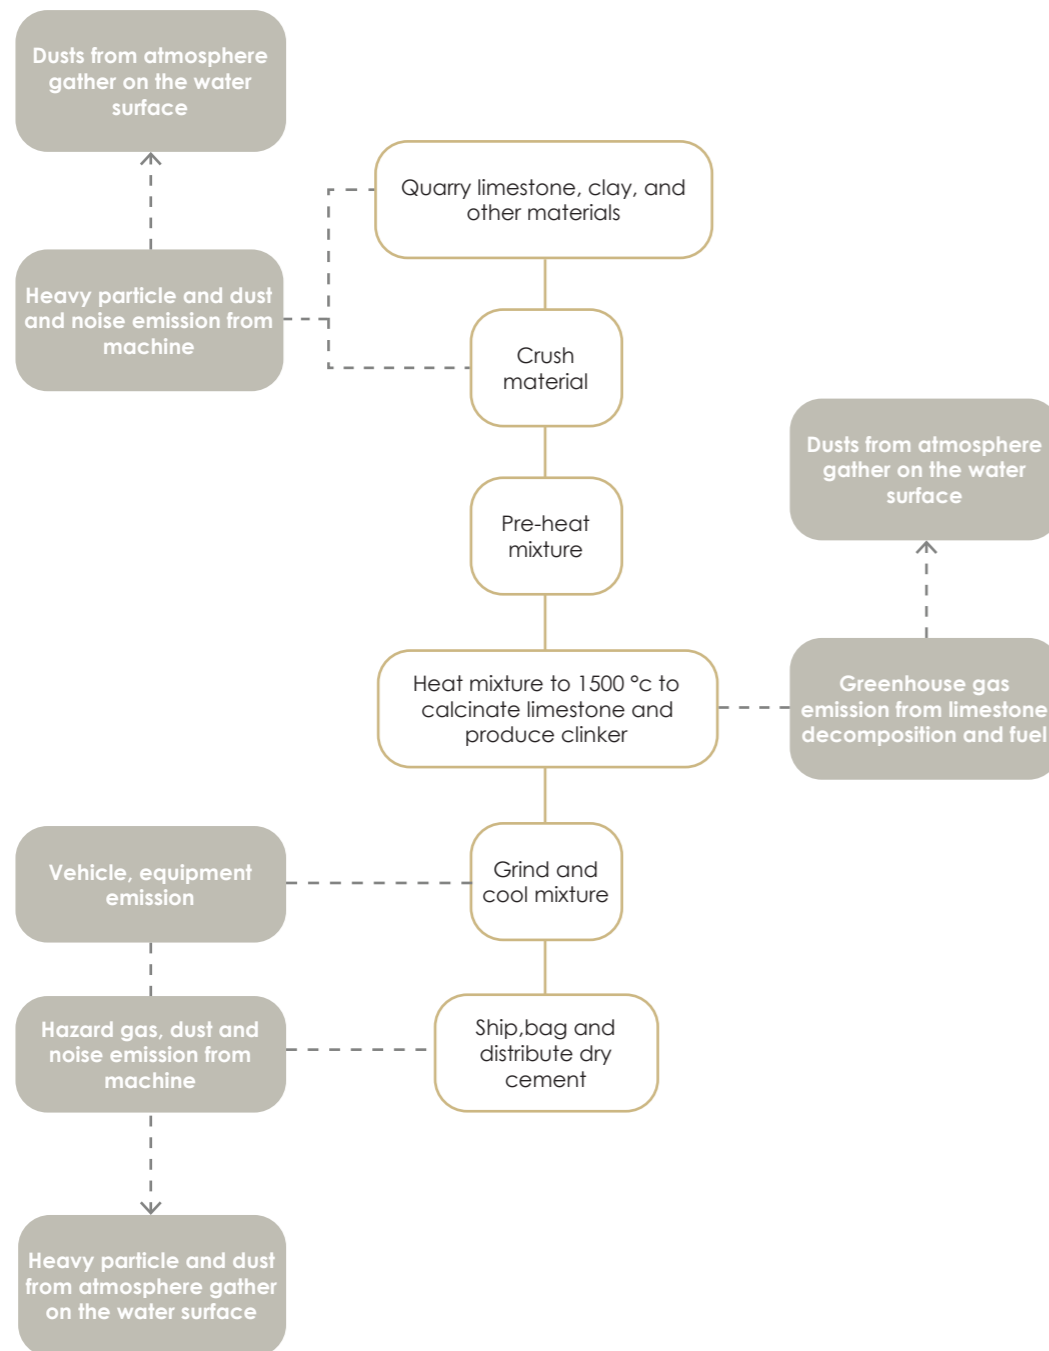 Dusts from atmosphere
gather on the water
surface
Quarry limestone, clay, and
other materials
Heavy particle and dust
and noise emission from
machine
Crush
material
Dusts from atmosphere
gather on the water
surface
Pre-heat
mixture
Heat mixture to 1500 °c to
calcinate limestone and
produce clinker
Greenhouse gas
emission from limestone
decomposition and fuel
Vehicle, equipment
emission
Grind and
cool mixture
Hazard gas, dust and
noise emission from
machine
Ship,bag and
distribute dry
cement
Heavy particle and dust
from atmosphere gather
on the water surface